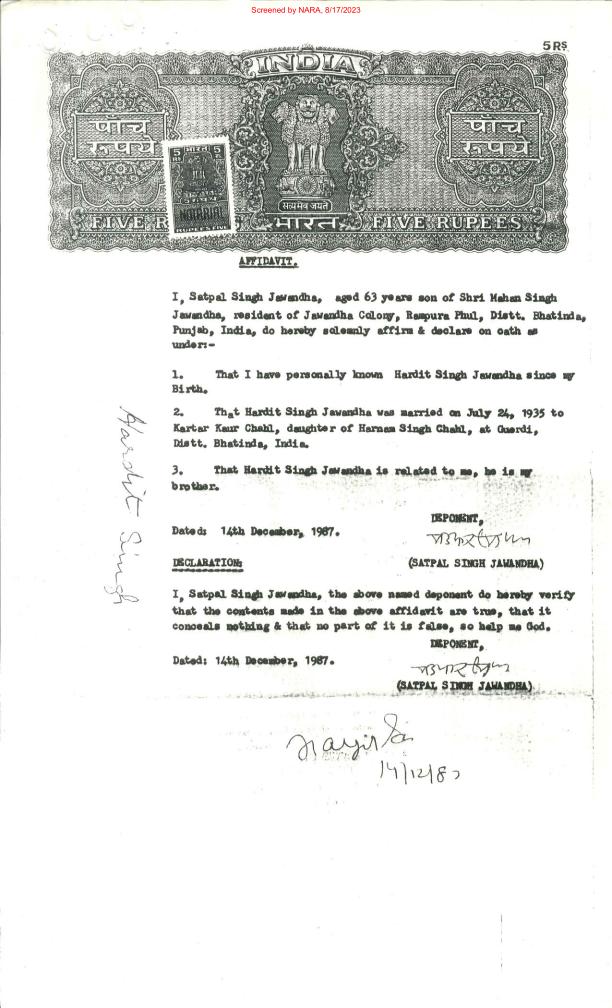 Screened by NARA, 8/17/2023
5 RS
INDIA
पाँच
रूपये
पाँच
रूपये
भारत
5
5
NOTARIAL
RUPEES FIVE
सत्यमेव जयते
FIVE R
भारत
FIVE RUPEES
AFFIDAVIT.
I, Satpal Singh Jawandha, aged 63 years son of Shri Mahan Singh
Jawandha, resident of Jawandha Colony, Rampura Phul, Distt. Bhatinda,
Punjab, India, do hereby solemnly affirm & declare on oath as
under:-
1. That I have personally known Hardit Singh Jawandha since my
Birth.
2. That Hardit Singh Jawandha was married on July 24, 1935 to
Kartar Kaur Chahl, daughter of Harnam Singh Chahl, at Guerdi,
Distt. Bhatinda, India.
3. That Hardit Singh Jawandha is related to me, he is my
brother.
Hardit Singh
DEPONENT,
Dated: 14th December, 1987.
(SATPAL SINGH JAWANDHA)
DECLARATION:
I, Satpal Singh Jawandha, the above named deponent do hereby verify
that the contents made in the above affidavit are true, that it
conceals nothing & that no part of it is false, so help me God.
DEPONENT,
Dated: 14th December, 1987.
(SATPAL SINGH JAWANDHA)
14/12/87